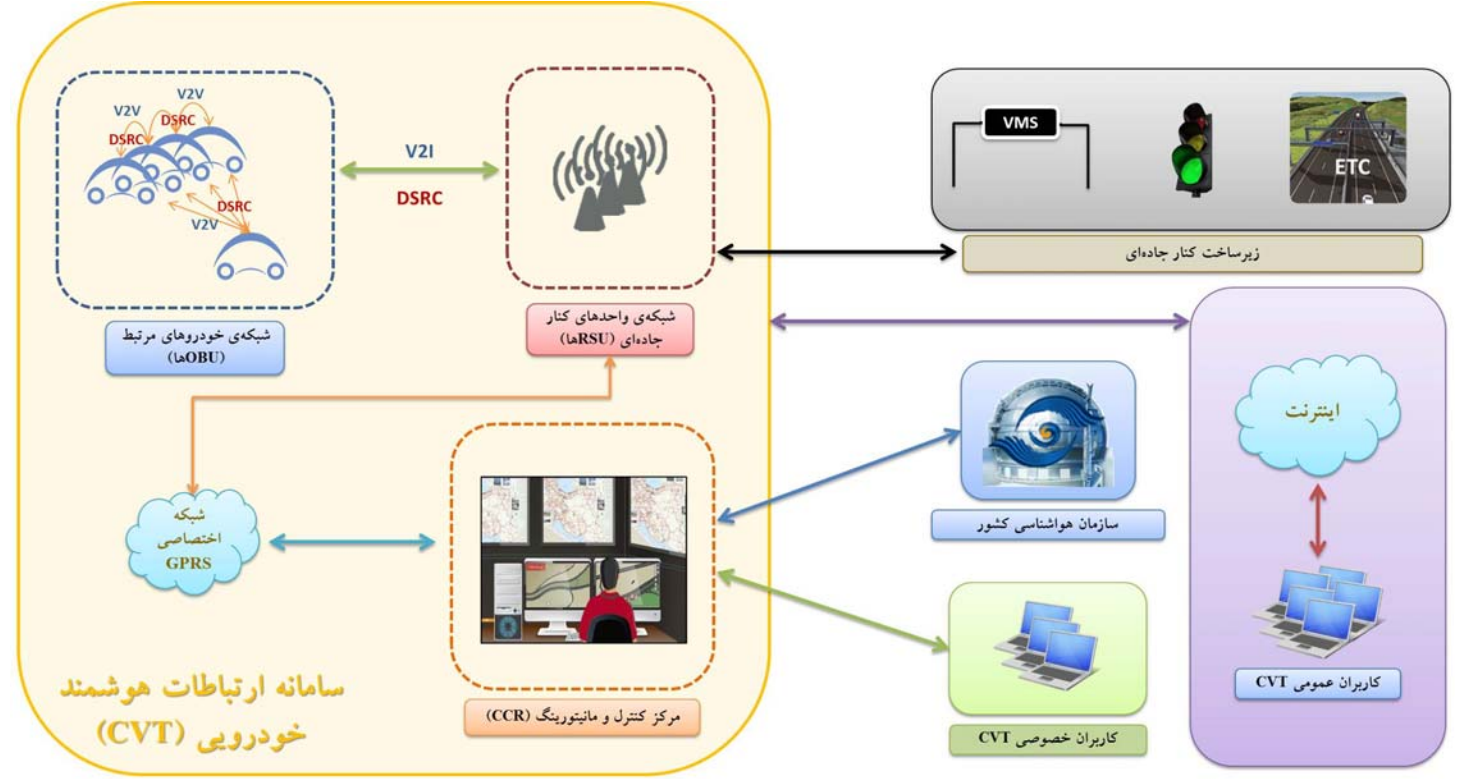 V2V
V2V
DSRC
DSRC
DSRC
V2V
شبکه‌ی خودروهای مرتبط
(OBUها)
V2I
DSRC
شبکه‌ی واحدهای کنار
جاده‌ای (RSUها)
VMS
ETC
زیرساخت کنار جاده‌ای
شبکه
اختصاصی
GPRS
مرکز کنترل و مانیتورینگ (CCR)
سامانه ارتباطات هوشمند
خودرویی (CVT)
سازمان هواشناسی کشور
کاربران خصوصی CVT
اینترنت
کاربران عمومی CVT